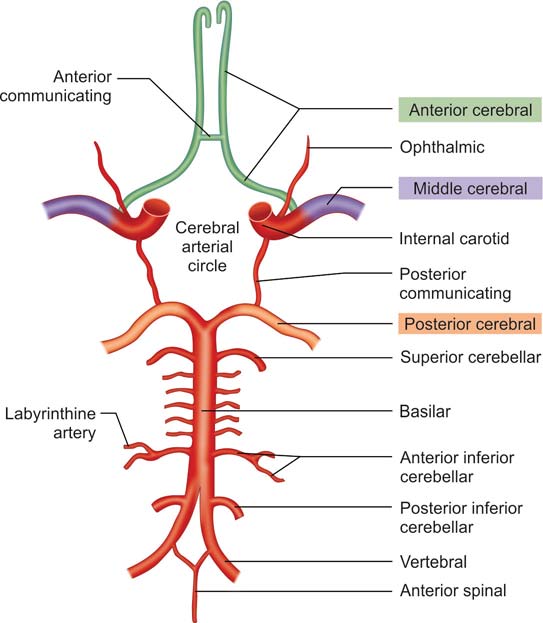 Anterior
communicating
Anterior cerebral
Ophthalmic
Middle cerebral
Cerebral
arterial
circle
Internal carotid
Posterior
communicating
Posterior cerebral
Superior cerebellar
Labyrinthine
artery
Basilar
Anterior inferior
cerebellar
Posterior inferior
cerebellar
Vertebral
Anterior spinal